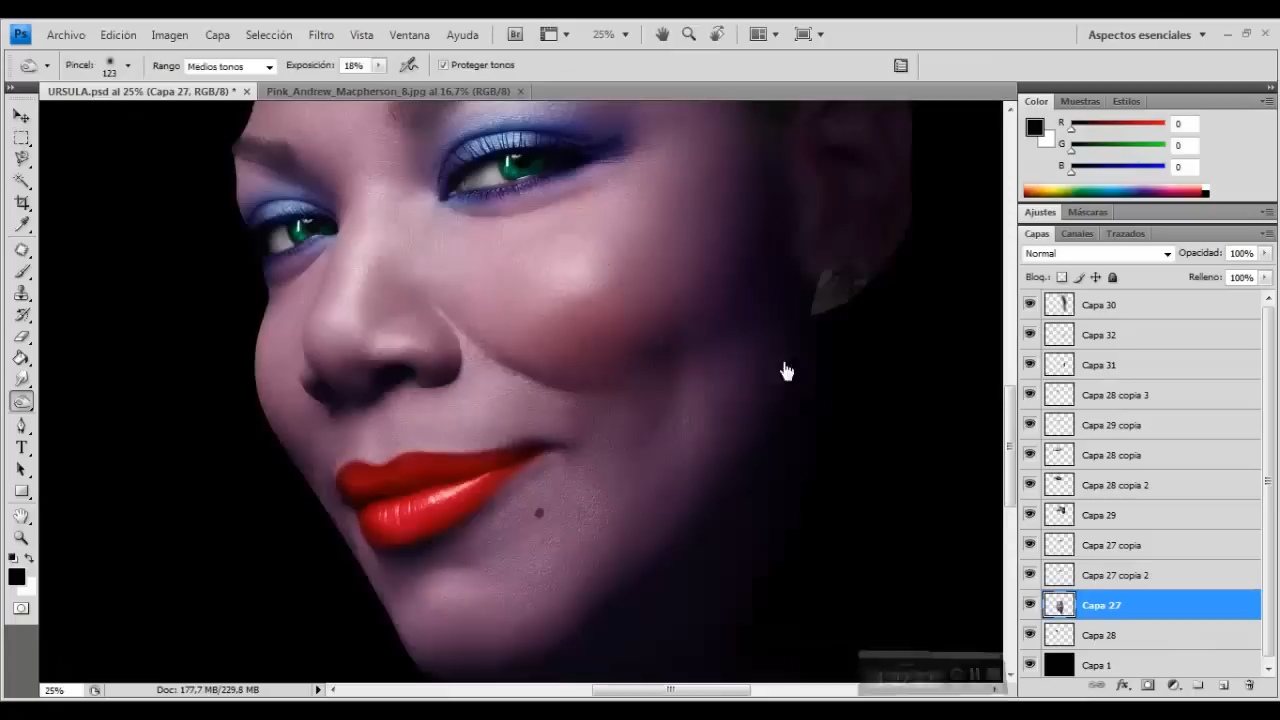 Ps Archivo Edición Imagen Capa Selección Filtro Vista Ventana Ayuda Br 25% Aspectos esenciales
Pincel: 123 Rango Medios tonos Exposición: 18% Proteger tonos
URSULA.psd al 25% (Capa 27, RGB/8) * Pink_Andrew_Macpherson_8.jpg al 16,7% (RGB/8)
Color Muestras Estilos
R 0
G 0
B 0
Ajustes Máscaras
Capas Canales Trazados
Normal Opacidad: 100%
Bloq.: Relleno: 100%
Capa 30
Capa 32
Capa 31
Capa 28 copia 3
Capa 29 copia
Capa 28 copia
Capa 28 copia 2
Capa 29
Capa 27 copia
Capa 27 copia 2
Capa 27
Capa 28
Capa 1
25% Doc: 177,7 MB/229,8 MB